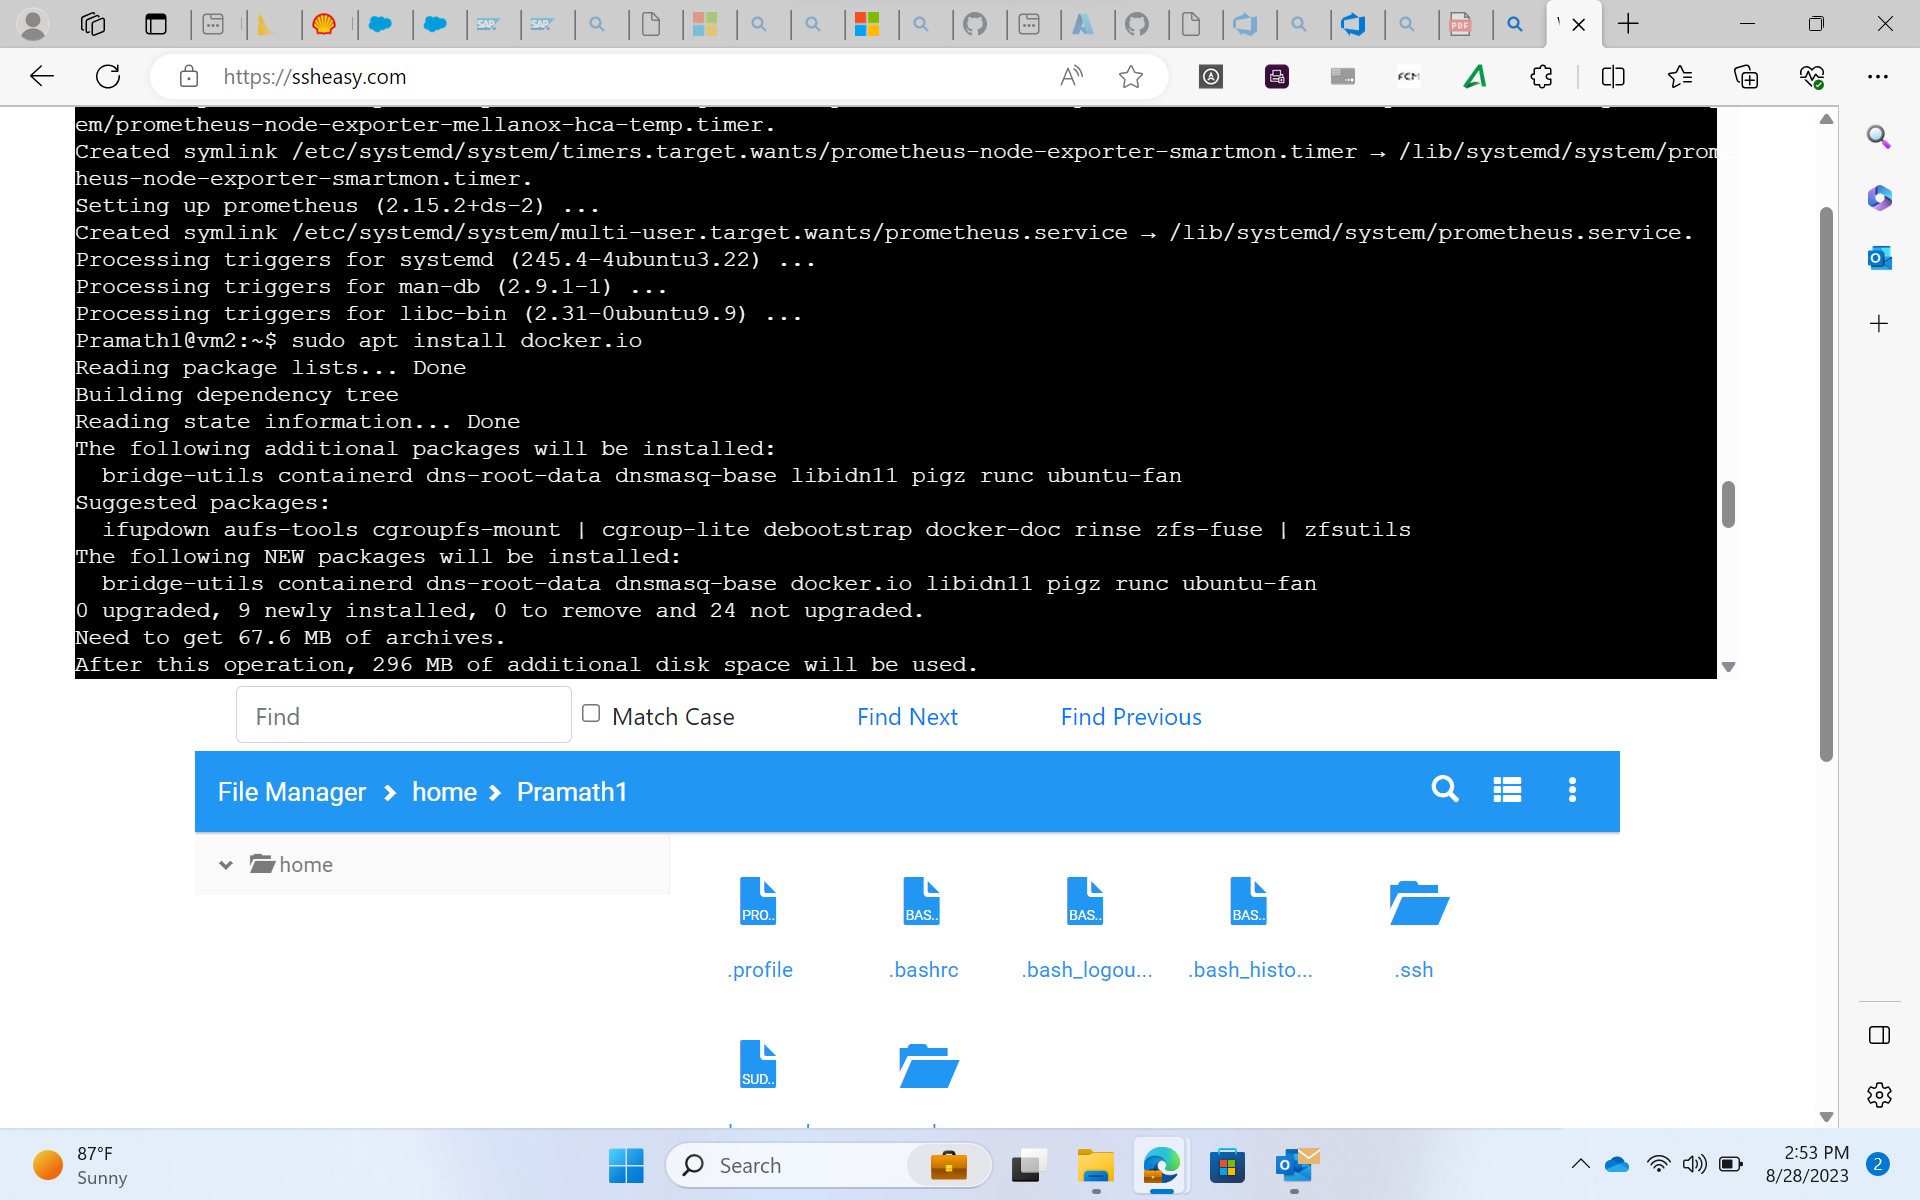 https://ssheasy.com
em/prometheus-node-exporter-mellanox-hca-temp.timer.
Created symlink /etc/systemd/system/timers.target.wants/prometheus-node-exporter-smartmon.timer → /lib/systemd/system/prom
heus-node-exporter-smartmon.timer.
Setting up prometheus (2.15.2+ds-2) ...
Created symlink /etc/systemd/system/multi-user.target.wants/prometheus.service → /lib/systemd/system/prometheus.service.
Processing triggers for systemd (245.4-4ubuntu3.22) ...
Processing triggers for man-db (2.9.1-1) ...
Processing triggers for libc-bin (2.31-0ubuntu9.9) ...
Pramath1@vm2:~$ sudo apt install docker.io
Reading package lists... Done
Building dependency tree
Reading state information... Done
The following additional packages will be installed:
  bridge-utils containerd dns-root-data dnsmasq-base libidn11 pigz runc ubuntu-fan
Suggested packages:
  ifupdown aufs-tools cgroupfs-mount | cgroup-lite debootstrap docker-doc rinse zfs-fuse | zfsutils
The following NEW packages will be installed:
  bridge-utils containerd dns-root-data dnsmasq-base docker.io libidn11 pigz runc ubuntu-fan
0 upgraded, 9 newly installed, 0 to remove and 24 not upgraded.
Need to get 67.6 MB of archives.
After this operation, 296 MB of additional disk space will be used.
Find Match Case Find Next Find Previous
File Manager home Pramath1
home
PRO.. BAS.. BAS.. BAS..
.profile .bashrc .bash_logou... .bash_histo... .ssh
SUD..
87°F
Sunny
Search
2:53 PM
8/28/2023
2